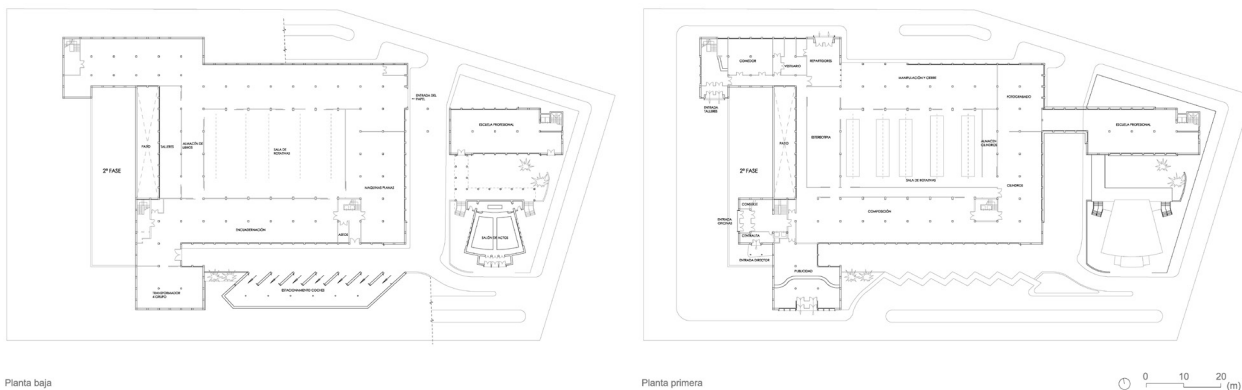 ENTRADA DEL
PAPEL
ESCUELA PROFESIONAL
PATIO
TALLERES
ALMACÉN DE
LIBROS
SALA DE
ROTATIVAS
2ª FASE
MÁQUINAS PLANAS
ENCUADERNACIÓN
ASEOS
SALÓN DE ACTOS
TRANSFORMADOR
ESTACIONAMIENTO COCHES
Planta baja
COMEDOR
VESTUARIO
REPARTIDORES
MANIPULACIÓN Y CIERRE
ENTRADA
TALLERES
FOTOGRABADO
ESCUELA PROFESIONAL
ESTEREOTIPIA
PATIO
ALMACÉN
CILINDROS
2ª FASE
SALA DE ROTATIVAS
CILINDROS
CONSEJO
COMPOSICIÓN
ENTRADA
OFICINAS
CENTRALITA
ENTRADA DIRECTOR
PUBLICIDAD
Planta primera
0 10 20
(m)